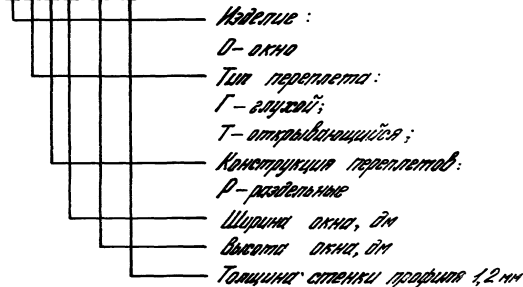 Изделие:
О - окно
Тип переплета:
Г - глухой;
Т - открывающийся;
Конструкция переплетов:
Р - раздельные
Ширина окна, дм
Высота окна, дм
Толщина стенки профиля 1,2 мм